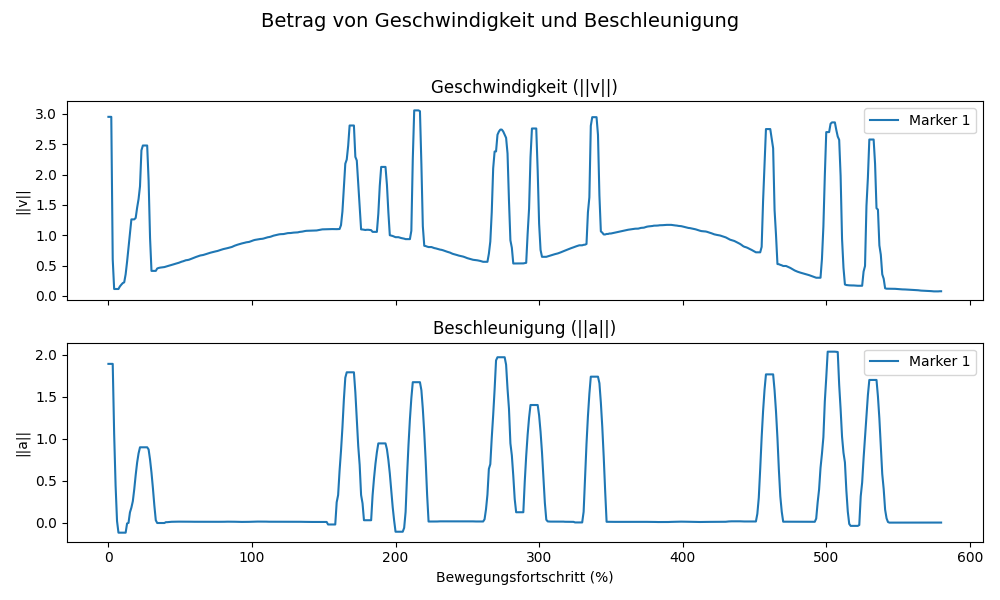 Betrag von Geschwindigkeit und Beschleunigung
Geschwindigkeit (||v||)
3.0
2.5
2.0
1.5
1.0
0.5
0.0
||v||
Marker 1
Beschleunigung (||a||)
2.0
1.5
1.0
0.5
0.0
||a||
Marker 1
0 100 200 300 400 500 600
Bewegungsfortschritt (%)